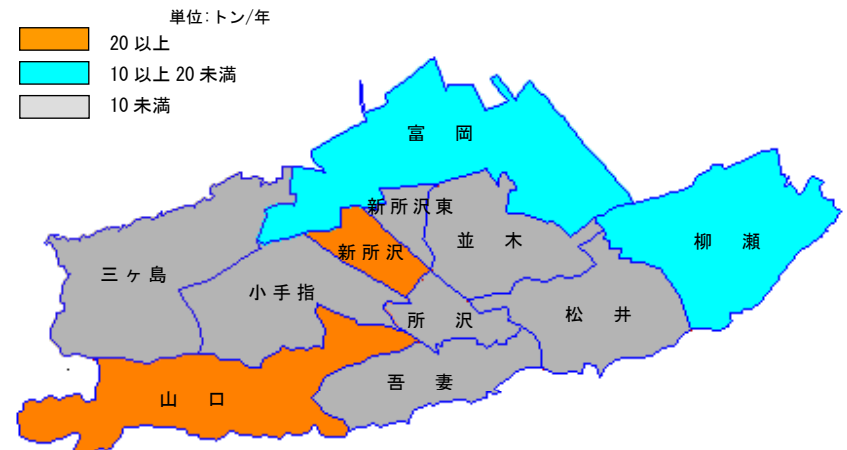 単位:トン/年
20 以上
10 以上 20 未満
10 未満
富 岡
新所沢東
並 木
柳 瀬
新所沢
三ヶ島
小手指
所 沢
松 井
吾 妻
山 口